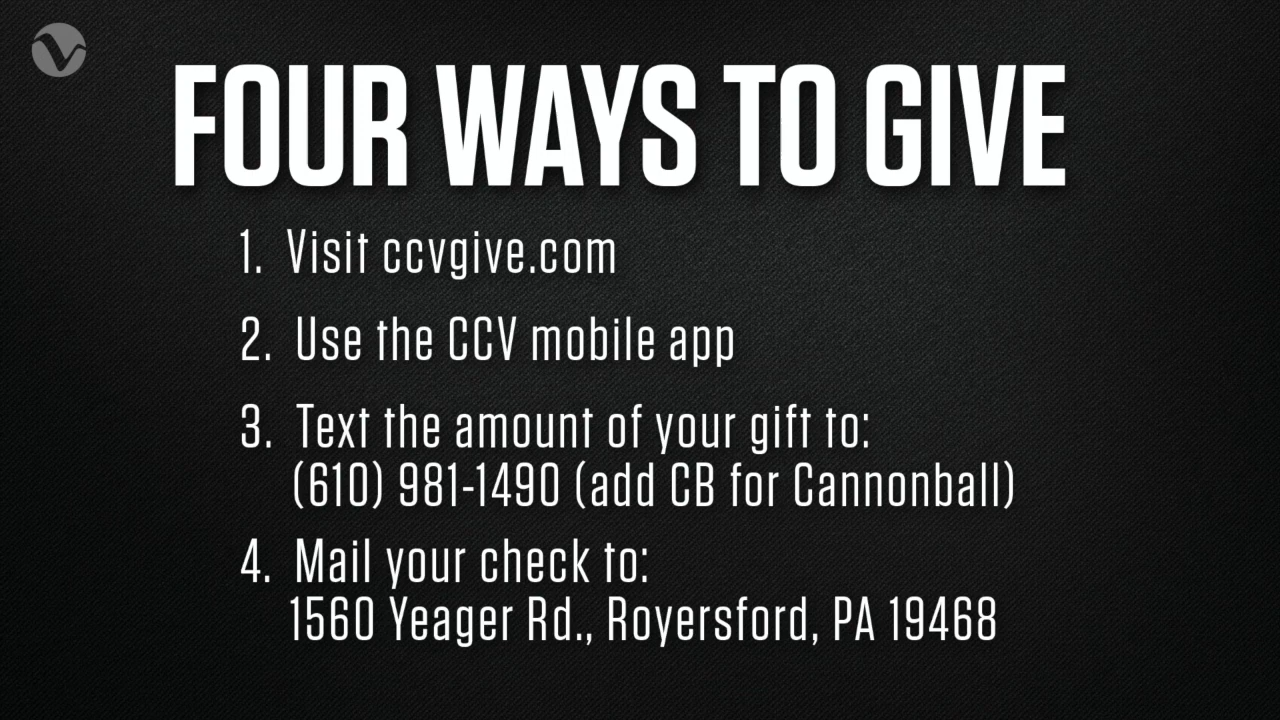 FOUR WAYS TO GIVE
1. Visit ccvgive.com
2. Use the CCV mobile app
3. Text the amount of your gift to:
(610) 981-1490 (add CB for Cannonball)
4. Mail your check to:
1560 Yeager Rd., Royersford, PA 19468